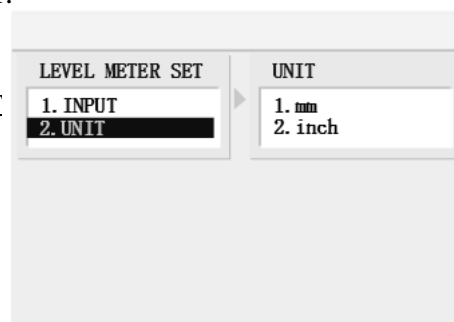 LEVEL METER SET
1. INPUT
2. UNIT
UNIT
1. mm
2. inch